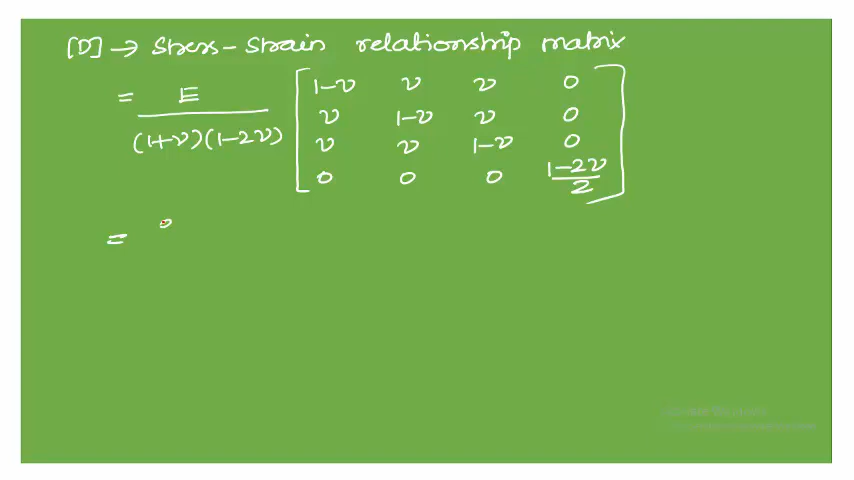 [D] → Stress-strain relationship matrix
= E / (1+ν)(1-2ν) [ 1-ν ν ν 0
ν 1-ν ν 0
ν ν 1-ν 0
0 0 0 1-2ν / 2 ]
=